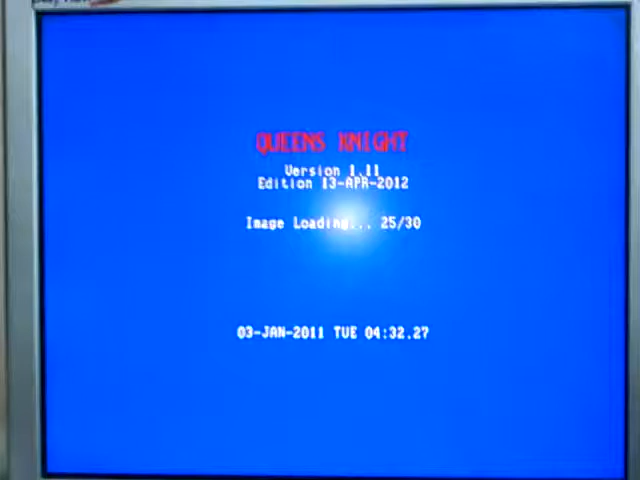 QUEENS KNIGHT
Version 1.11
Edition 13-APR-2012
Image Loading... 25/30
03-JAN-2011 TUE 04:32.27